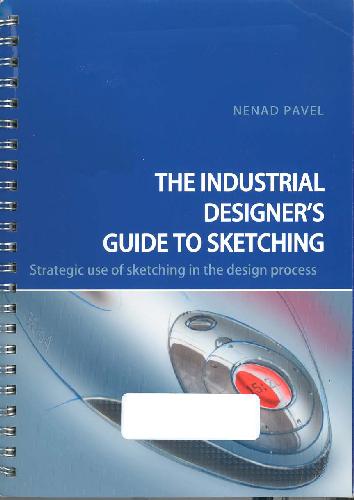 NENAD PAVEL
THE INDUSTRIAL
DESIGNER'S
GUIDE TO SKETCHING
Strategic use of sketching in the design process